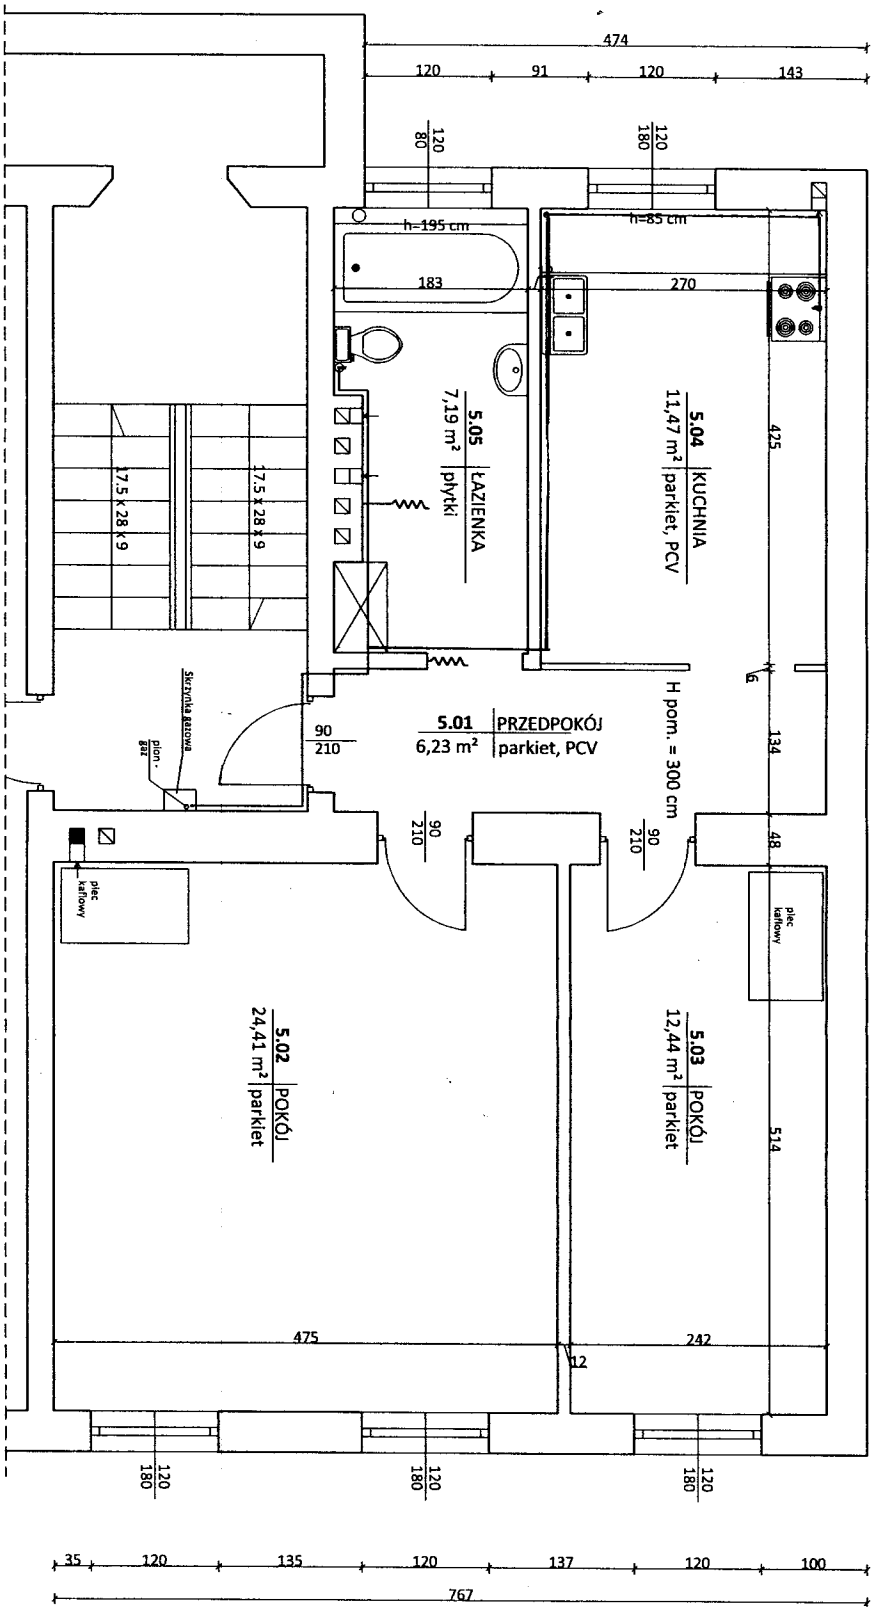 474
120
91
120
143
120
80
120
180
h=195 cm
h=85 cm
183
270
5.05
ŁAZIENKA
7,19 m²
płytki
5.04
KUCHNIA
11,47 m²
parkiet, PCV
425
17.5 x 28 x 9
17.5 x 28 x 9
6
Skrzynka gazowa
pion -
gaz
90
210
5.01
PRZEDPOKÓJ
6,23 m²
parkiet, PCV
H pom. = 300 cm
134
90
210
90
210
48
piec
kaflowy
piec
kaflowy
5.02
POKÓJ
24,41 m²
parkiet
5.03
POKÓJ
12,44 m²
parkiet
514
475
242
12
120
180
120
180
120
180
35
120
135
120
137
120
100
767